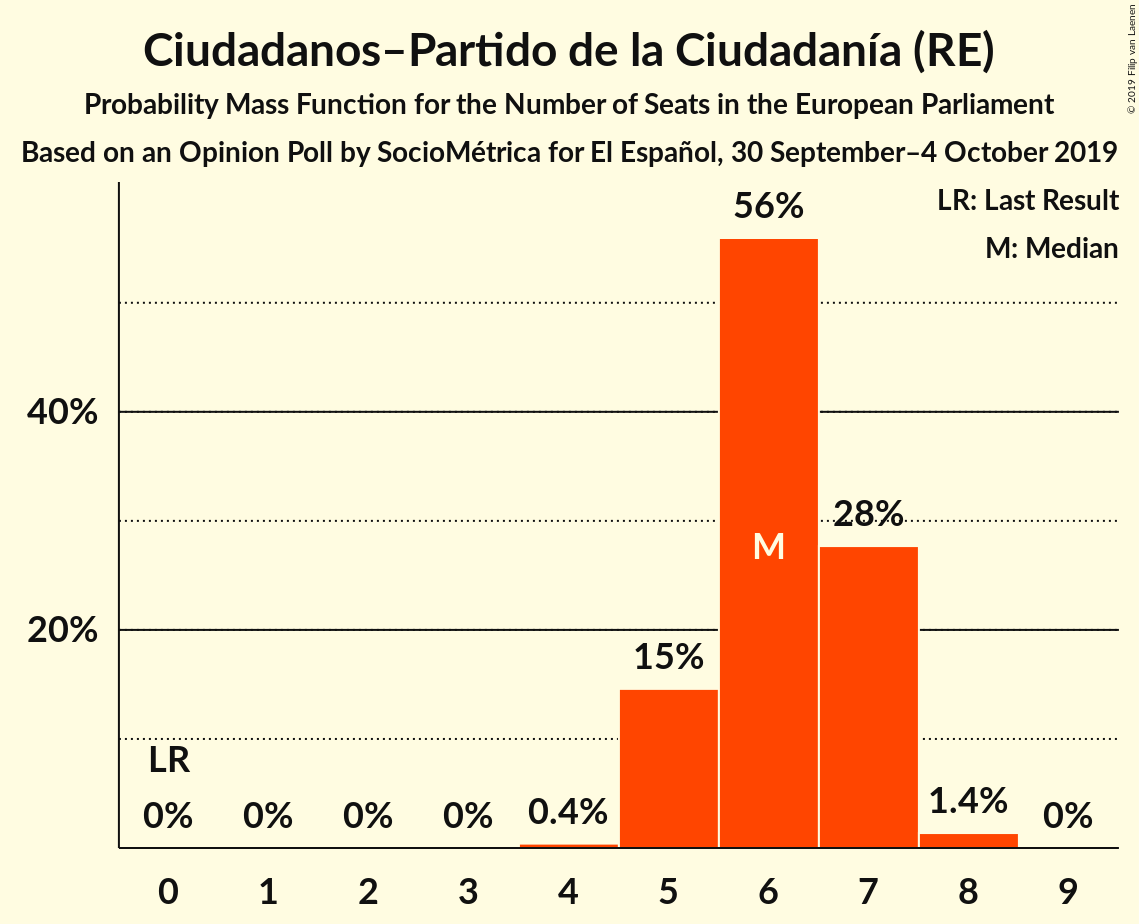 Ciudadanos–Partido de la Ciudadanía (RE)
Probability Mass Function for the Number of Seats in the European Parliament
Based on an Opinion Poll by SocioMétrica for El Español, 30 September–4 October 2019
© 2019 Filip van Laenen
LR: Last Result
M: Median
56%
40%
28%
M
20%
15%
LR
0% 0% 0% 0% 0.4% 1.4% 0%
0 1 2 3 4 5 6 7 8 9